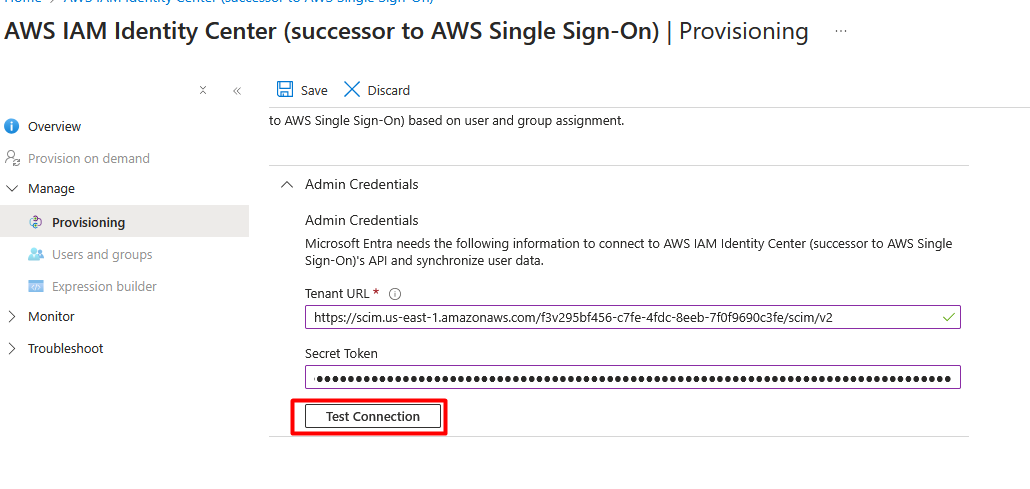 Home > AWS IAM Identity Center (successor to AWS Single Sign-On)
AWS IAM Identity Center (successor to AWS Single Sign-On) | Provisioning ...
Save Discard
to AWS Single Sign-On) based on user and group assignment.
Overview
Provision on demand
Manage
Provisioning
Users and groups
Expression builder
Monitor
Troubleshoot
Admin Credentials
Admin Credentials
Microsoft Entra needs the following information to connect to AWS IAM Identity Center (successor to AWS Single
Sign-On)'s API and synchronize user data.
Tenant URL *
https://scim.us-east-1.amazonaws.com/f3v295bf456-c7fe-4fdc-8eeb-7f0f9690c3fe/scim/v2
Secret Token
Test Connection